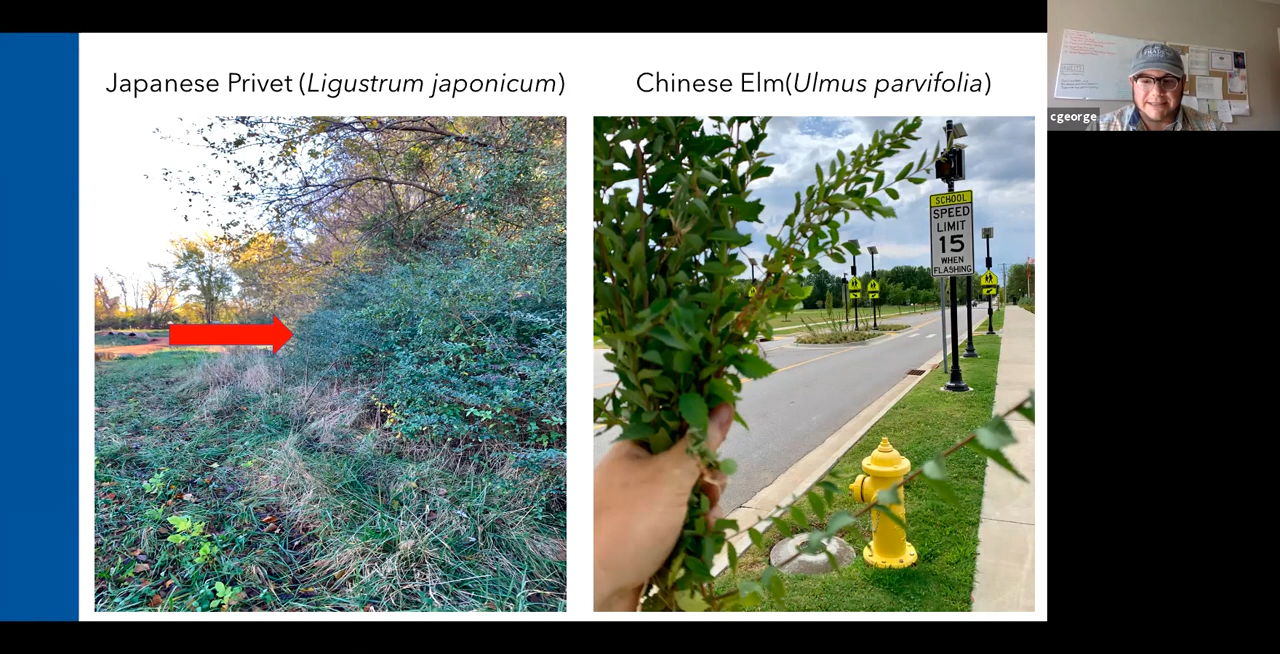 Japanese Privet (Ligustrum japonicum)
Chinese Elm(Ulmus parvifolia)
cgeorge
SCHOOL
SPEED
LIMIT
15
WHEN
FLASHING